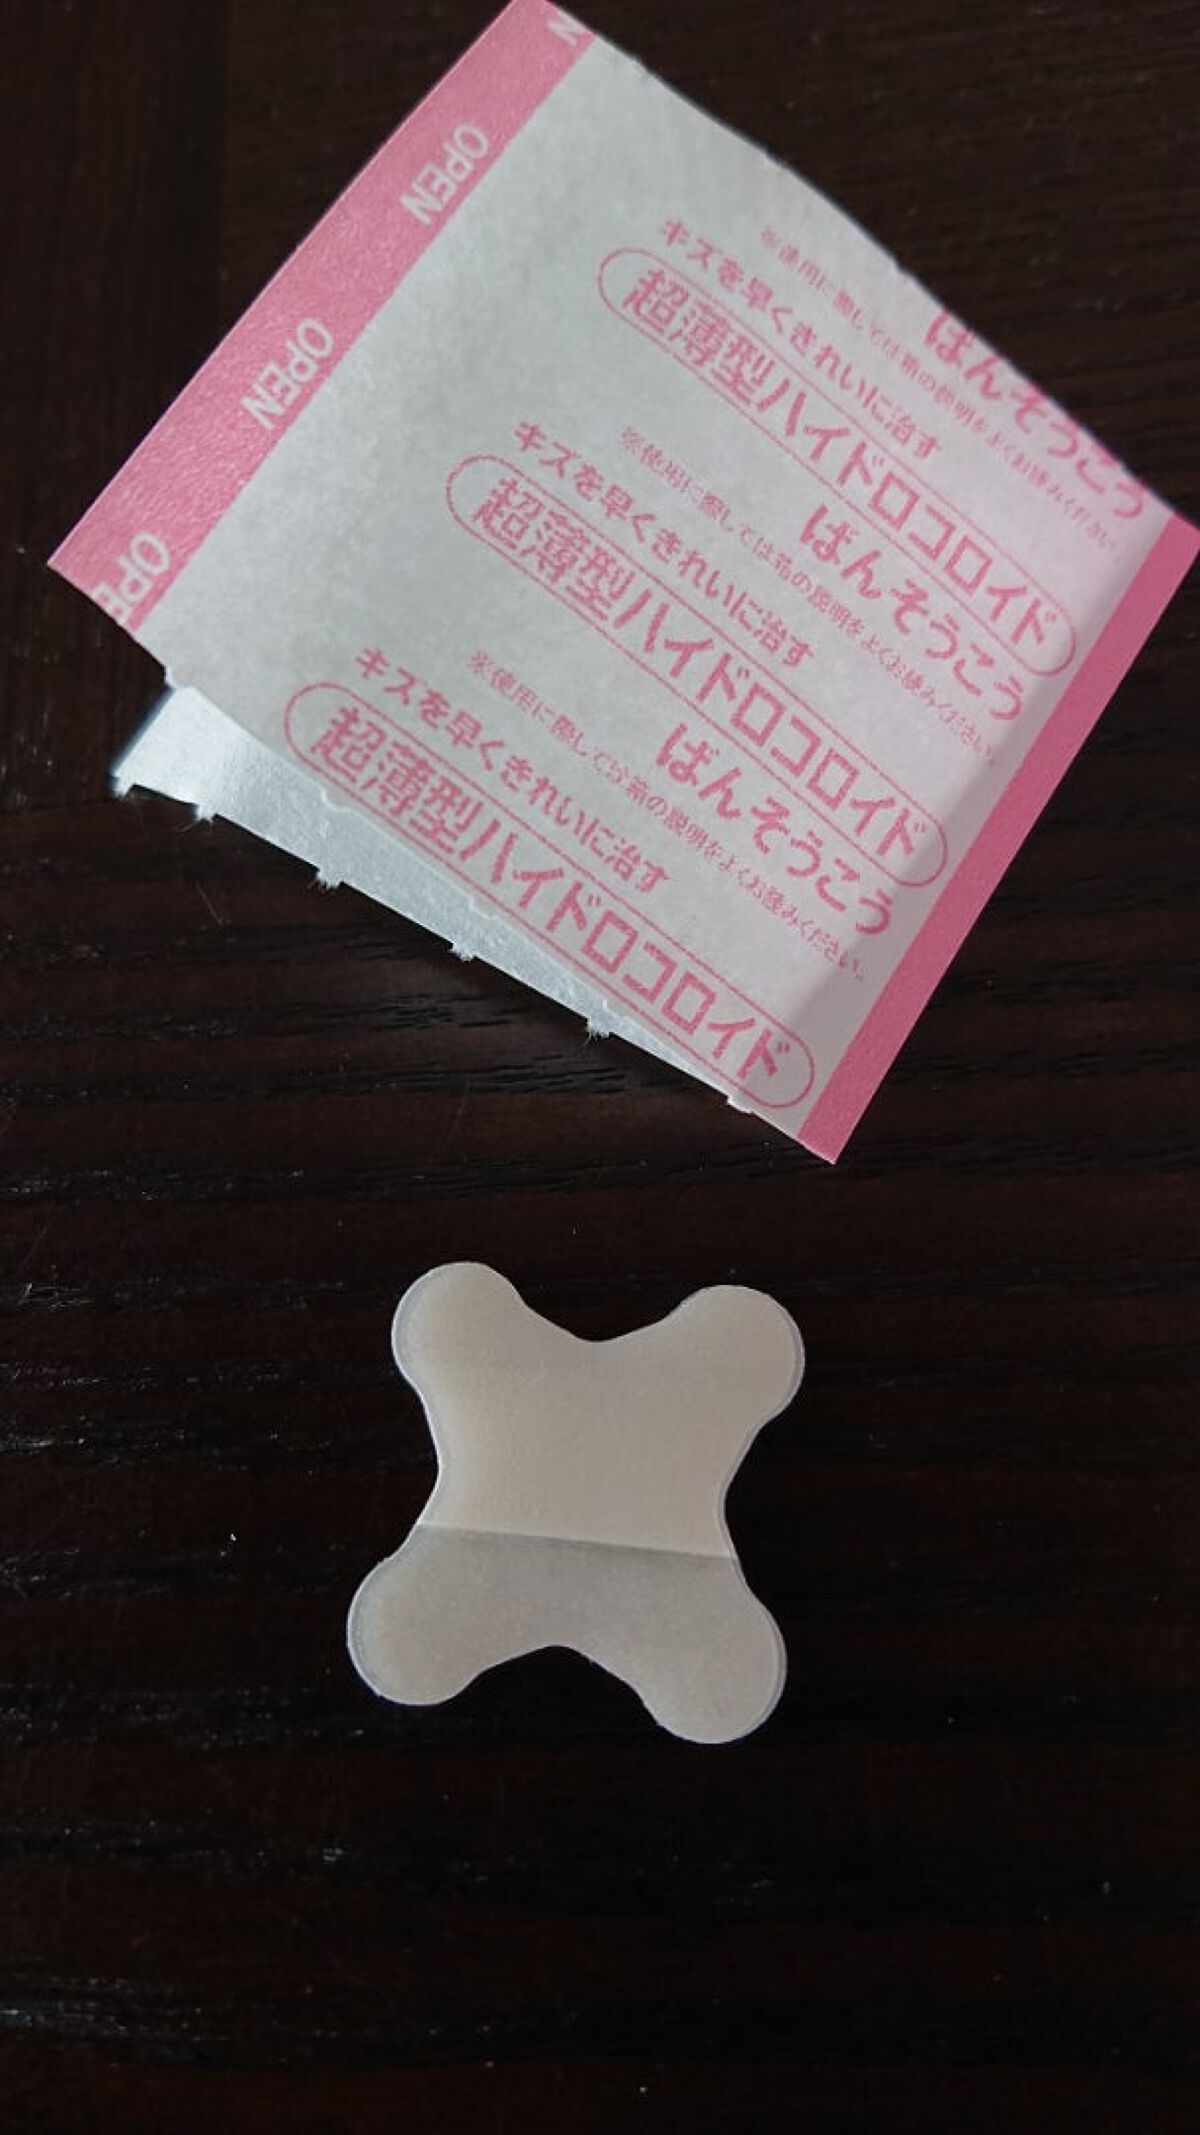 N
OPEN
OPEN
OPE
ばんそうこう
※使用に際しては箱の説明をよくお読みください。
キズを早くきれいに治す
超薄型ハイドロコロイド
ばんそうこう
※使用に際しては箱の説明をよくお読みください。
キズを早くきれいに治す
超薄型ハイドロコロイド
ばんそうこう
※使用に際しては箱の説明をよくお読みください。
キズを早くきれいに治す
超薄型ハイドロコロイド